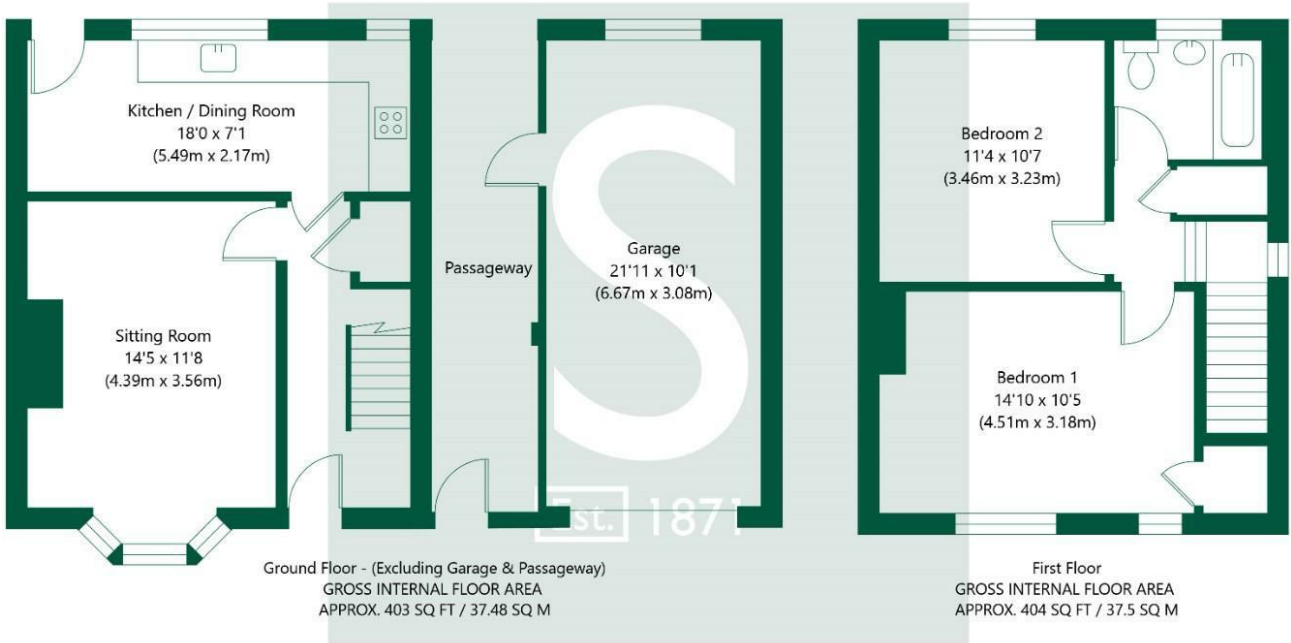 Kitchen / Dining Room
18'0 x 7'1
(5.49m x 2.17m)
Sitting Room
14'5 x 11'8
(4.39m x 3.56m)
Passageway
Garage
21'11 x 10'1
(6.67m x 3.08m)
S
Est. 1871
Ground Floor - (Excluding Garage & Passageway)
GROSS INTERNAL FLOOR AREA
APPROX. 403 SQ FT / 37.48 SQ M
Bedroom 2
11'4 x 10'7
(3.46m x 3.23m)
Bedroom 1
14'10 x 10'5
(4.51m x 3.18m)
First Floor
GROSS INTERNAL FLOOR AREA
APPROX. 404 SQ FT / 37.5 SQ M